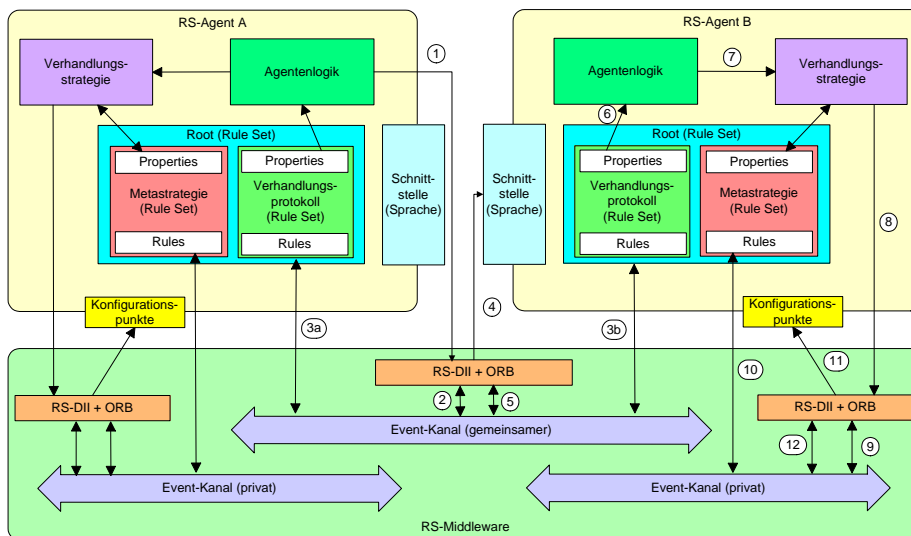 RS-Agent A
Verhandlungs-
strategie
Agentenlogik
1
Root (Rule Set)
Properties
Metastrategie
(Rule Set)
Rules
Properties
Verhandlungs-
protokoll
(Rule Set)
Rules
Schnitt-
stelle
(Sprache)
Konfigurations-
punkte
3a
RS-Agent B
Agentenlogik
7
Verhandlungs-
strategie
6
Root (Rule Set)
Properties
Verhandlungs-
protokoll
(Rule Set)
Rules
Properties
Metastrategie
(Rule Set)
Rules
Schnitt-
stelle
(Sprache)
8
4
3b
Konfigurations-
punkte
10
11
RS-DII + ORB
RS-DII + ORB
2
5
RS-DII + ORB
12
9
Event-Kanal (gemeinsamer)
Event-Kanal (privat)
Event-Kanal (privat)
RS-Middleware